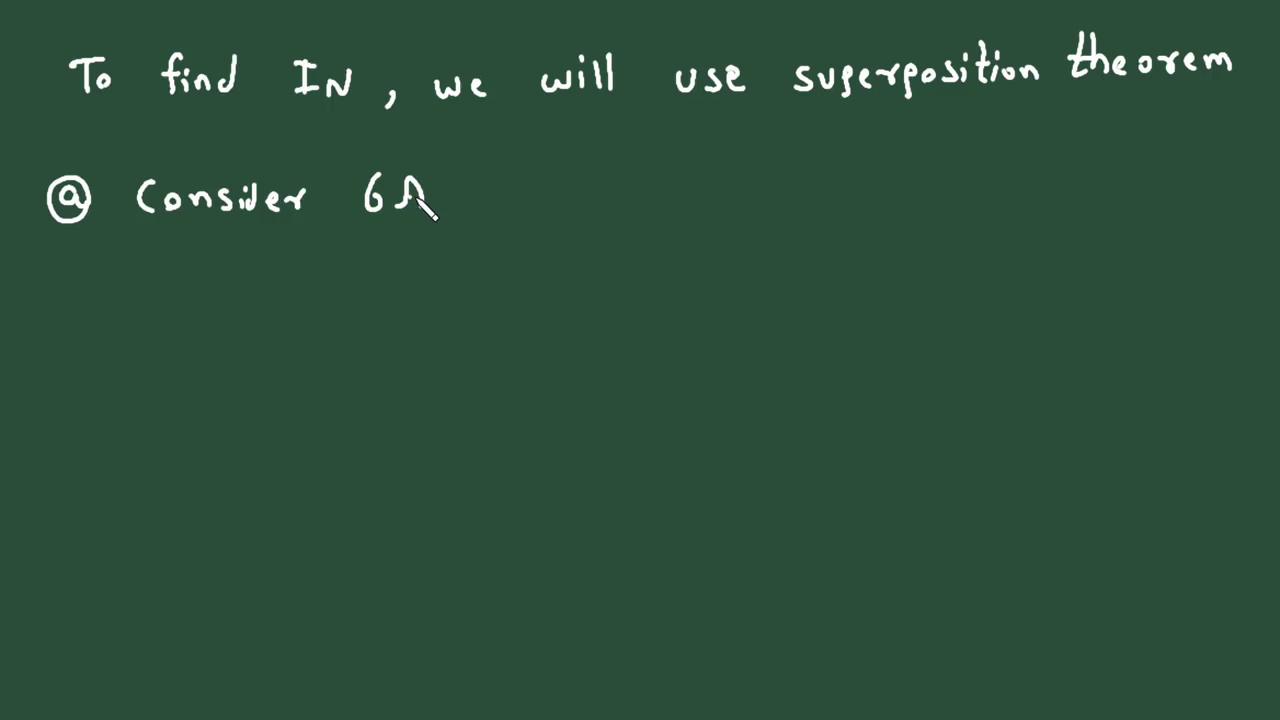 To find IN, we will use superposition theorem
ⓐ Consider 6A